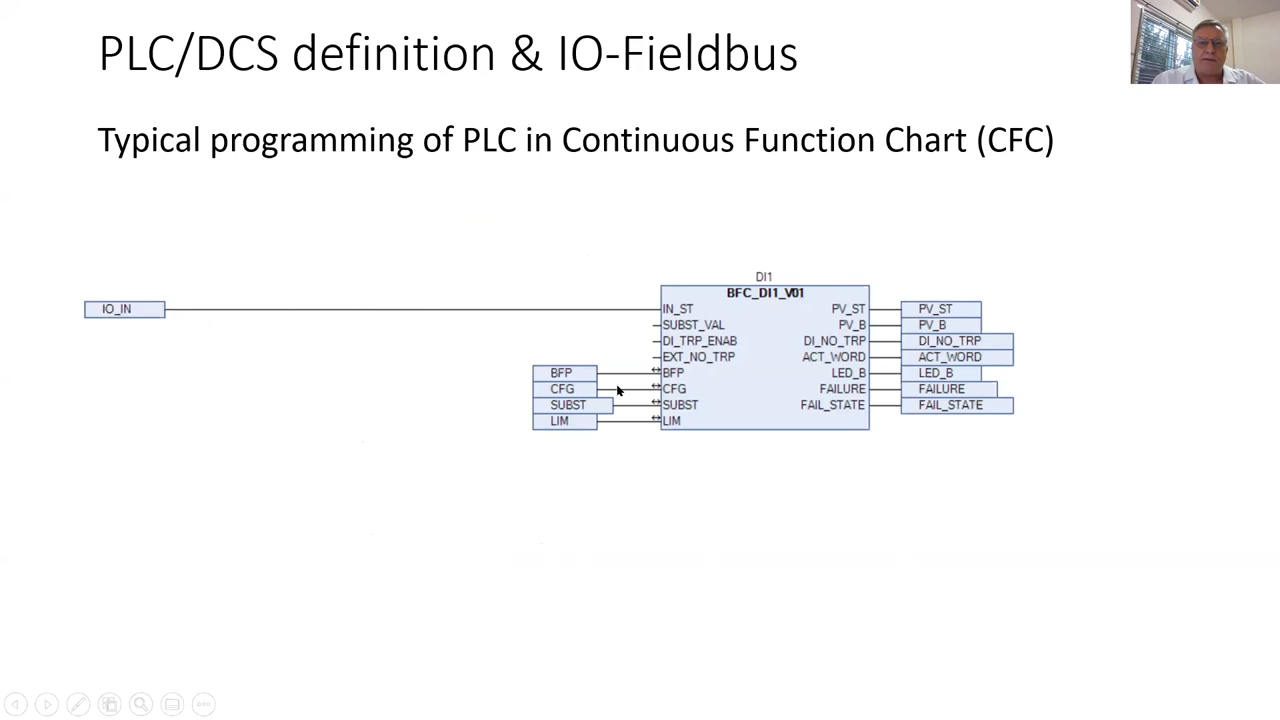 PLC/DCS definition & IO-Fieldbus
Typical programming of PLC in Continuous Function Chart (CFC)
DI1
BFC_DI1_V01
IO_IN IN_ST PV_ST PV_ST
SUBST_VAL PV_B PV_B
DI_TRP_ENAB DI_NO_TRP DI_NO_TRP
EXT_NO_TRP ACT_WORD ACT_WORD
BFP BFP LED_B LED_B
CFG CFG FAILURE FAILURE
SUBST SUBST FAIL_STATE FAIL_STATE
LIM LIM